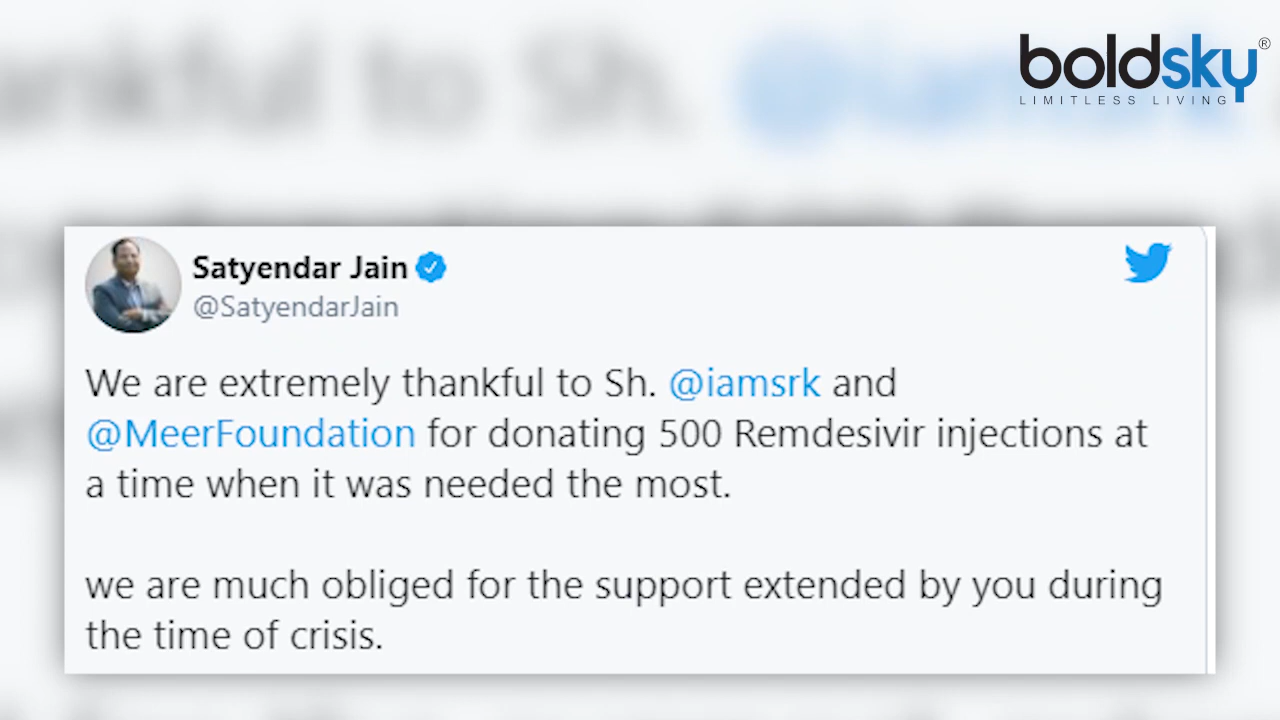 boldsky®
LIMITLESS LIVING
Satyendar Jain
@SatyendarJain
We are extremely thankful to Sh. @iamsrk and
@MeerFoundation for donating 500 Remdesivir injections at
a time when it was needed the most.
we are much obliged for the support extended by you during
the time of crisis.